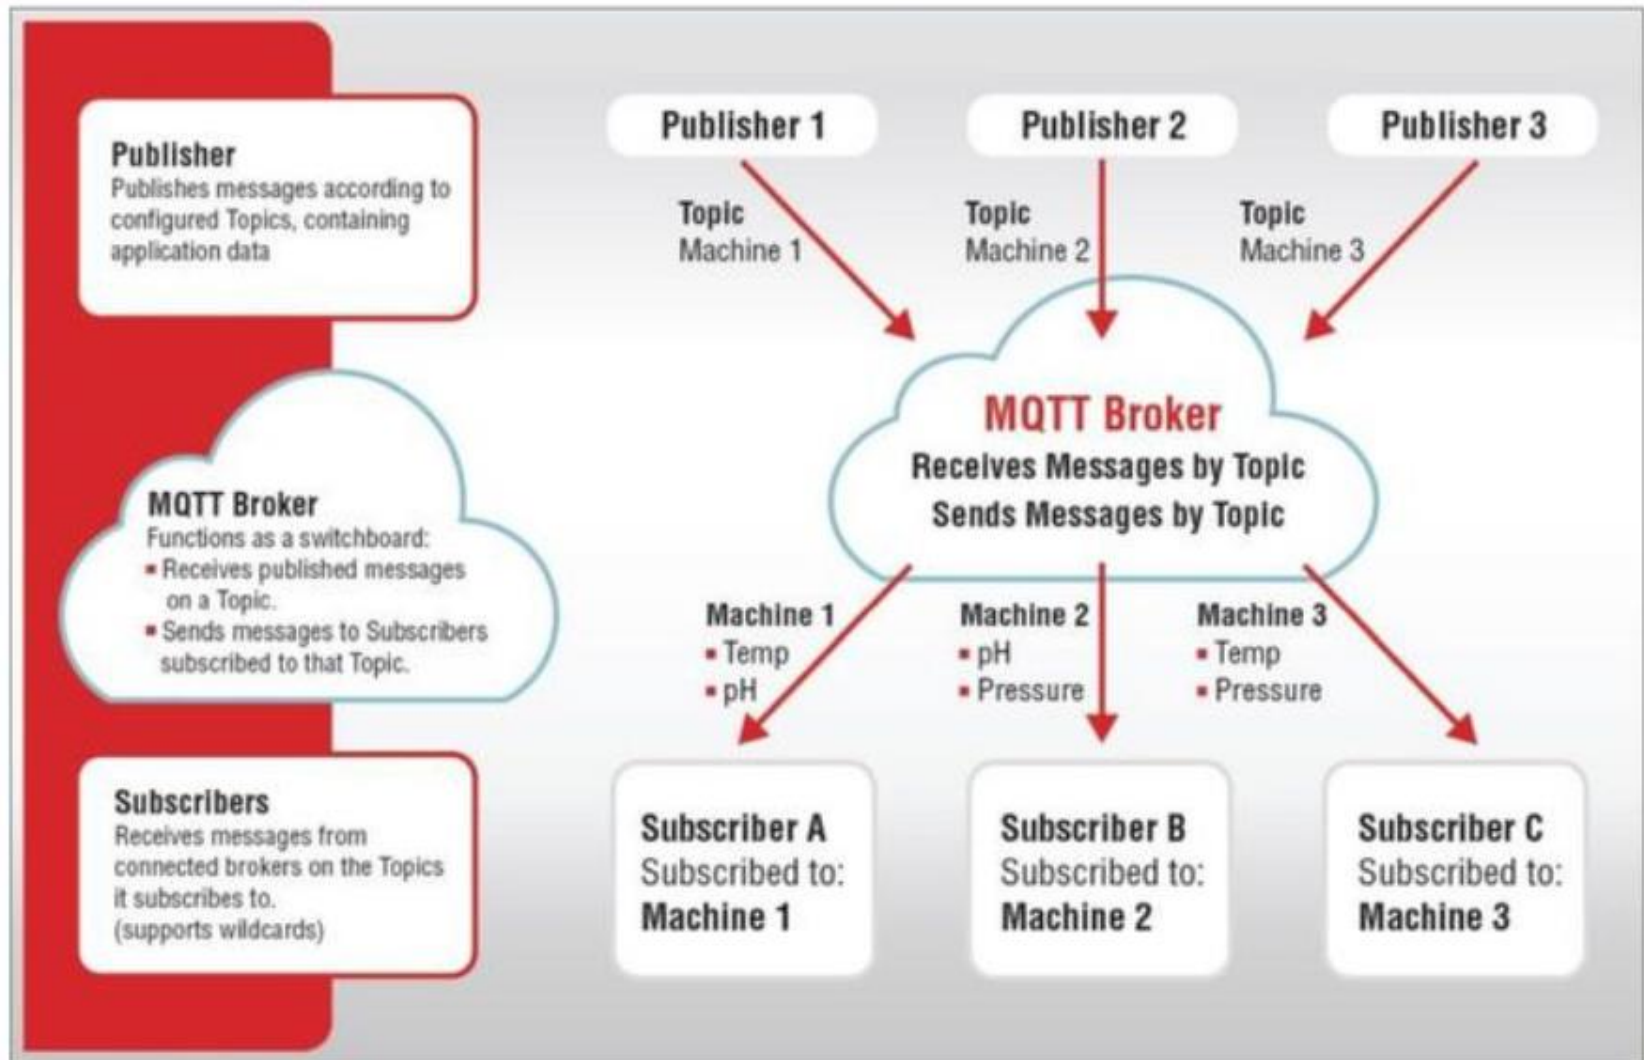 Publisher
Publishes messages according to
configured Topics, containing
application data
MQTT Broker
Functions as a switchboard:
▪ Receives published messages
on a Topic.
▪ Sends messages to Subscribers
subscribed to that Topic.
Subscribers
Receives messages from
connected brokers on the Topics
it subscribes to.
(supports wildcards)
Publisher 1
Publisher 2
Publisher 3
Topic
Machine 1
Topic
Machine 2
Topic
Machine 3
MQTT Broker
Receives Messages by Topic
Sends Messages by Topic
Machine 1
▪ Temp
▪ pH
Machine 2
▪ pH
▪ Pressure
Machine 3
▪ Temp
▪ Pressure
Subscriber A
Subscribed to:
Machine 1
Subscriber B
Subscribed to:
Machine 2
Subscriber C
Subscribed to:
Machine 3